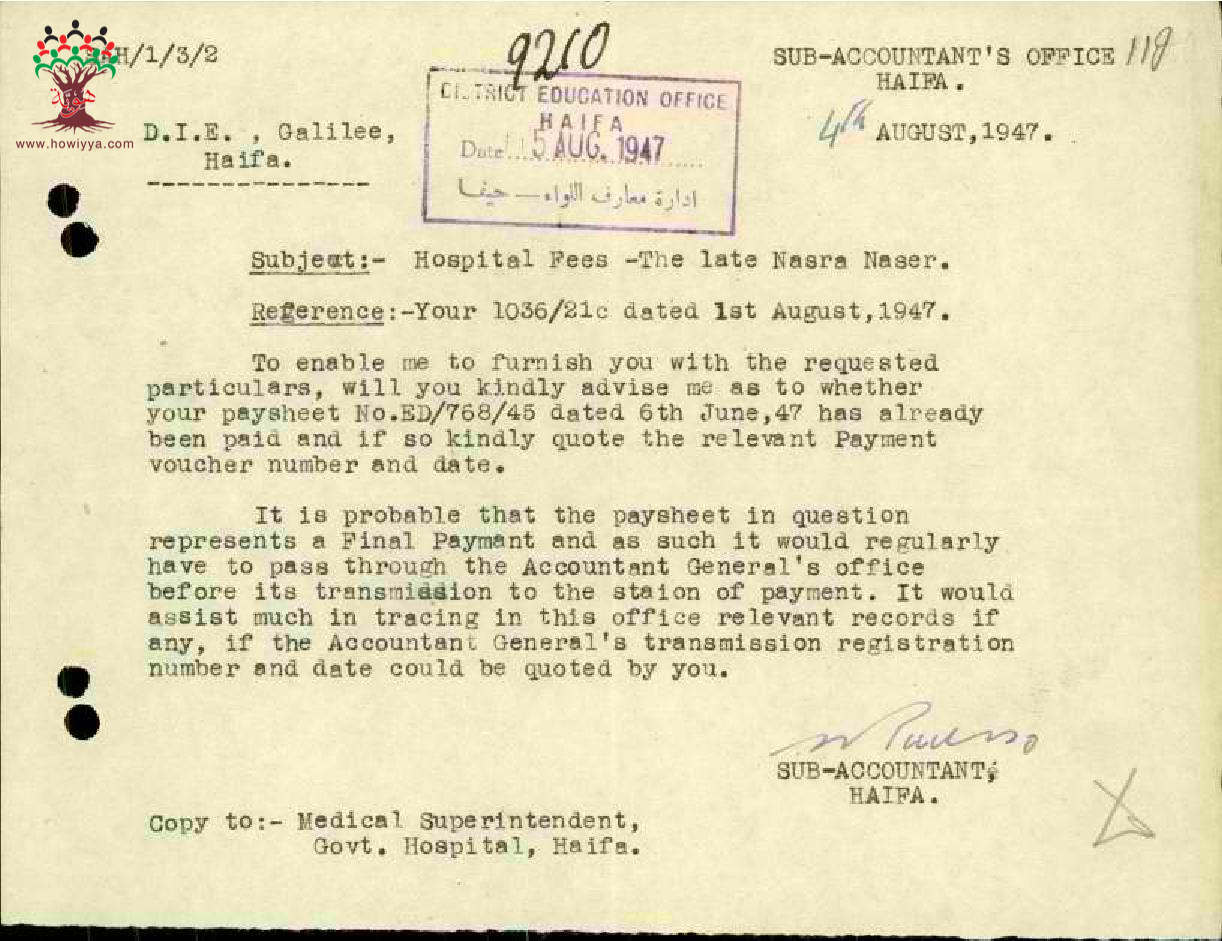 H/1/3/2
9210
SUB-ACCOUNTANT'S OFFICE
HAIFA.
4th AUGUST,1947.
www.howiyya.com
D.I.E. , Galilee,
Haifa.
DISTRICT EDUCATION OFFICE
HAIFA
Date 5 AUG. 1947
ادارة معارف اللواء — حيفا
Subject:- Hospital Fees -The late Nasra Naser.
Reference:-Your 1036/21c dated 1st August,1947.
To enable me to furnish you with the requested
particulars, will you kindly advise me as to whether
your paysheet No.ED/768/45 dated 6th June,47 has already
been paid and if so kindly quote the relevant Payment
voucher number and date.
It is probable that the paysheet in question
represents a Final Paymant and as such it would regularly
have to pass through the Accountant General's office
before its transmission to the staion of payment. It would
assist much in tracing in this office relevant records if
any, if the Accountant General's transmission registration
number and date could be quoted by you.
SUB-ACCOUNTANT,
HAIFA.
Copy to:- Medical Superintendent,
Govt. Hospital, Haifa.